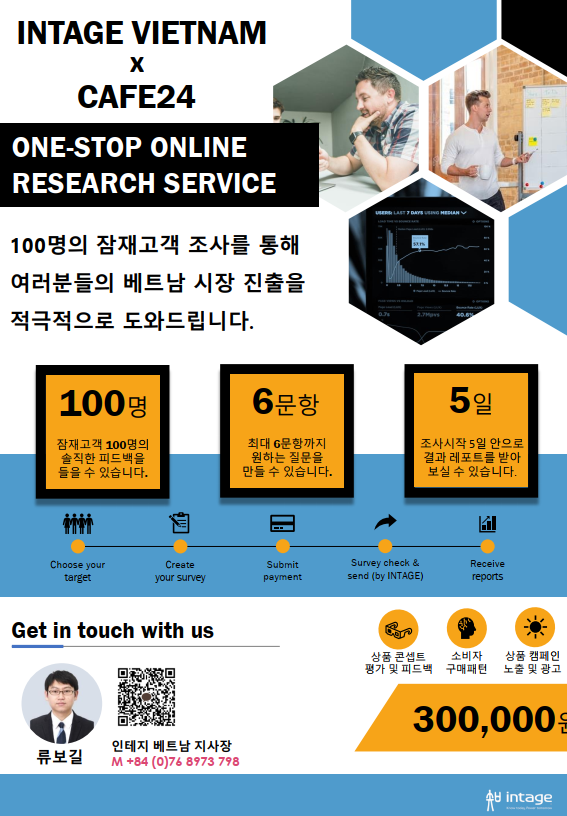 INTAGE VIETNAM
X
CAFE24
ONE-STOP ONLINE
RESEARCH SERVICE
100명의 잠재고객 조사를 통해
여러분들의 베트남 시장 진출을
적극적으로 도와드립니다.
USERS: LAST 7 DAYS USING MEDIAN
57.1%
0.7s
2.7Mpvs
40.6%
100명
잠재고객 100명의
솔직한 피드백을
들을 수 있습니다.
6문항
최대 6문항까지
원하는 질문을
만들 수 있습니다.
5일
조사시작 5일 안으로
결과 레포트를 받아
보실 수 있습니다.
Choose your
target
Create
your survey
Submit
payment
Survey check &
send (by INTAGE)
Receive
reports
Get in touch with us
류보길
인테지 베트남 지사장
M +84 (0)76 8973 798
상품 콘셉트
평가 및 피드백
소비자
구매패턴
상품 캠페인
노출 및 광고
300,000원
intage